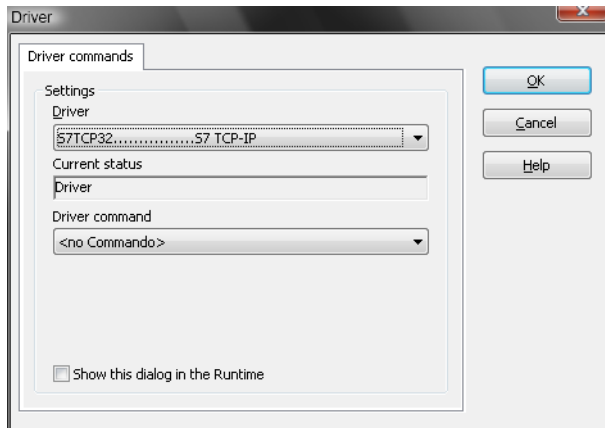 Driver
Driver commands
Settings
Driver
S7TCP32................S7 TCP-IP
Current status
Driver
Driver command
<no Commando>
Show this dialog in the Runtime
OK
Cancel
Help